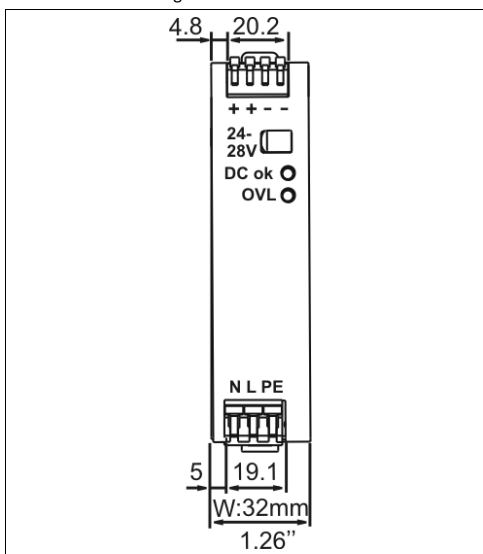 4.8 20.2
+ + - -
24-
28V
DC ok
OVL
N L PE
5 19.1
W:32mm
1.26’’